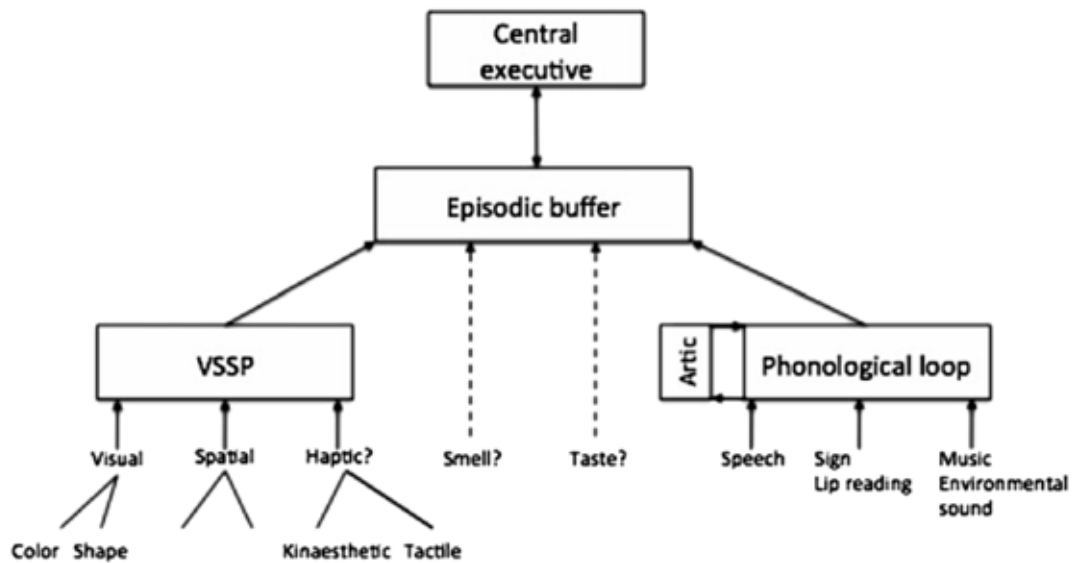 Central
executive
Episodic buffer
VSSP
Artic
Phonological loop
Visual
Spatial
Haptic?
Smell?
Taste?
Speech
Sign
Lip reading
Music
Environmental
sound
Color
Shape
Kinaesthetic
Tactile